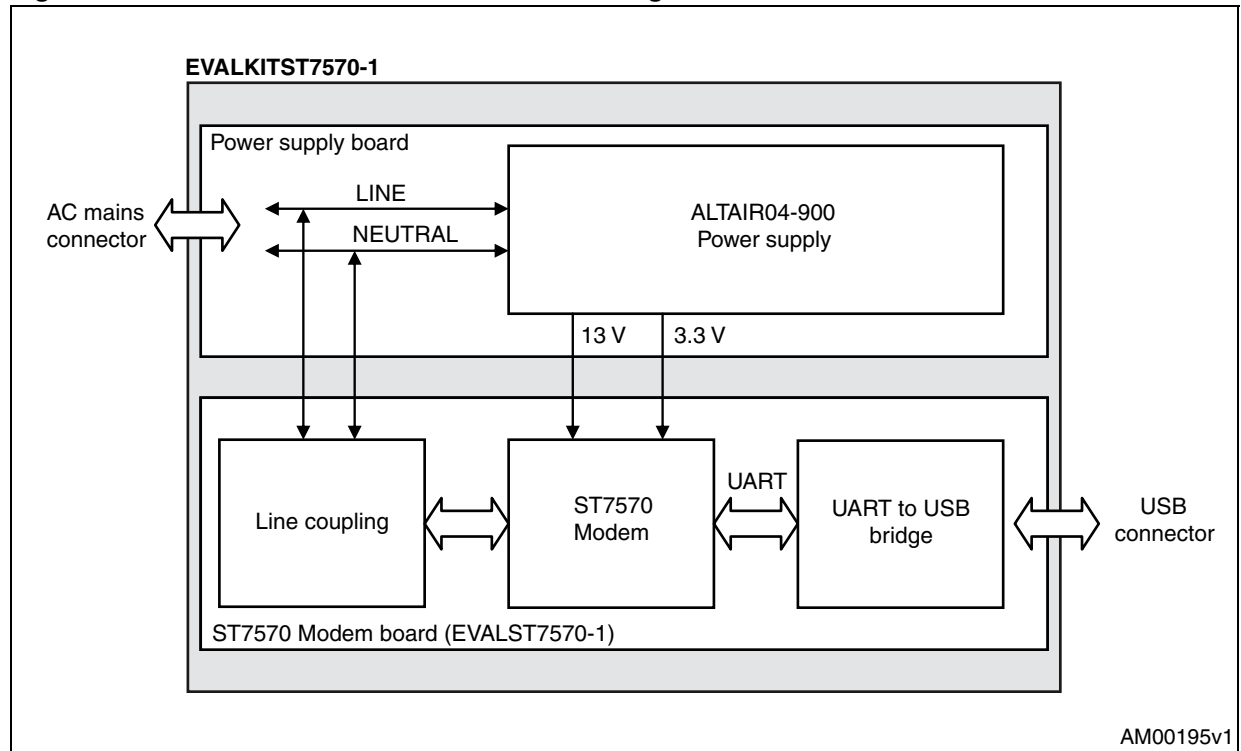 EVALKITST7570-1
Power supply board
AC mains
connector
LINE
NEUTRAL
ALTAIR04-900
Power supply
13 V
3.3 V
Line coupling
ST7570
Modem
UART
UART to USB
bridge
USB
connector
ST7570 Modem board (EVALST7570-1)
AM00195v1